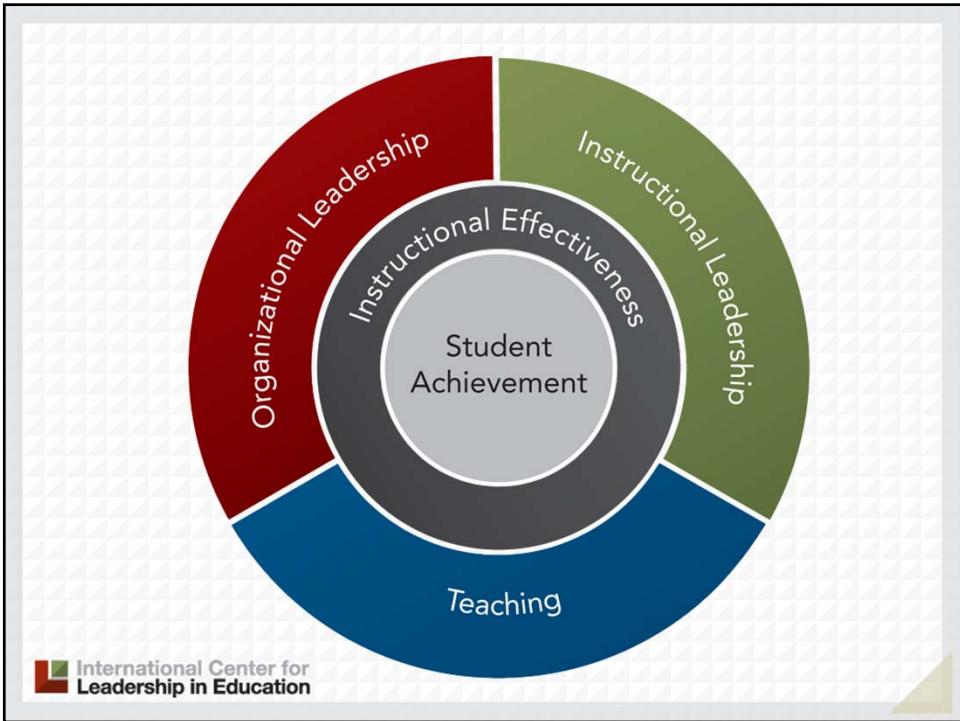 Organizational Leadership
Instructional Leadership
Instructional Effectiveness
Student
Achievement
Teaching
International Center for
Leadership in Education